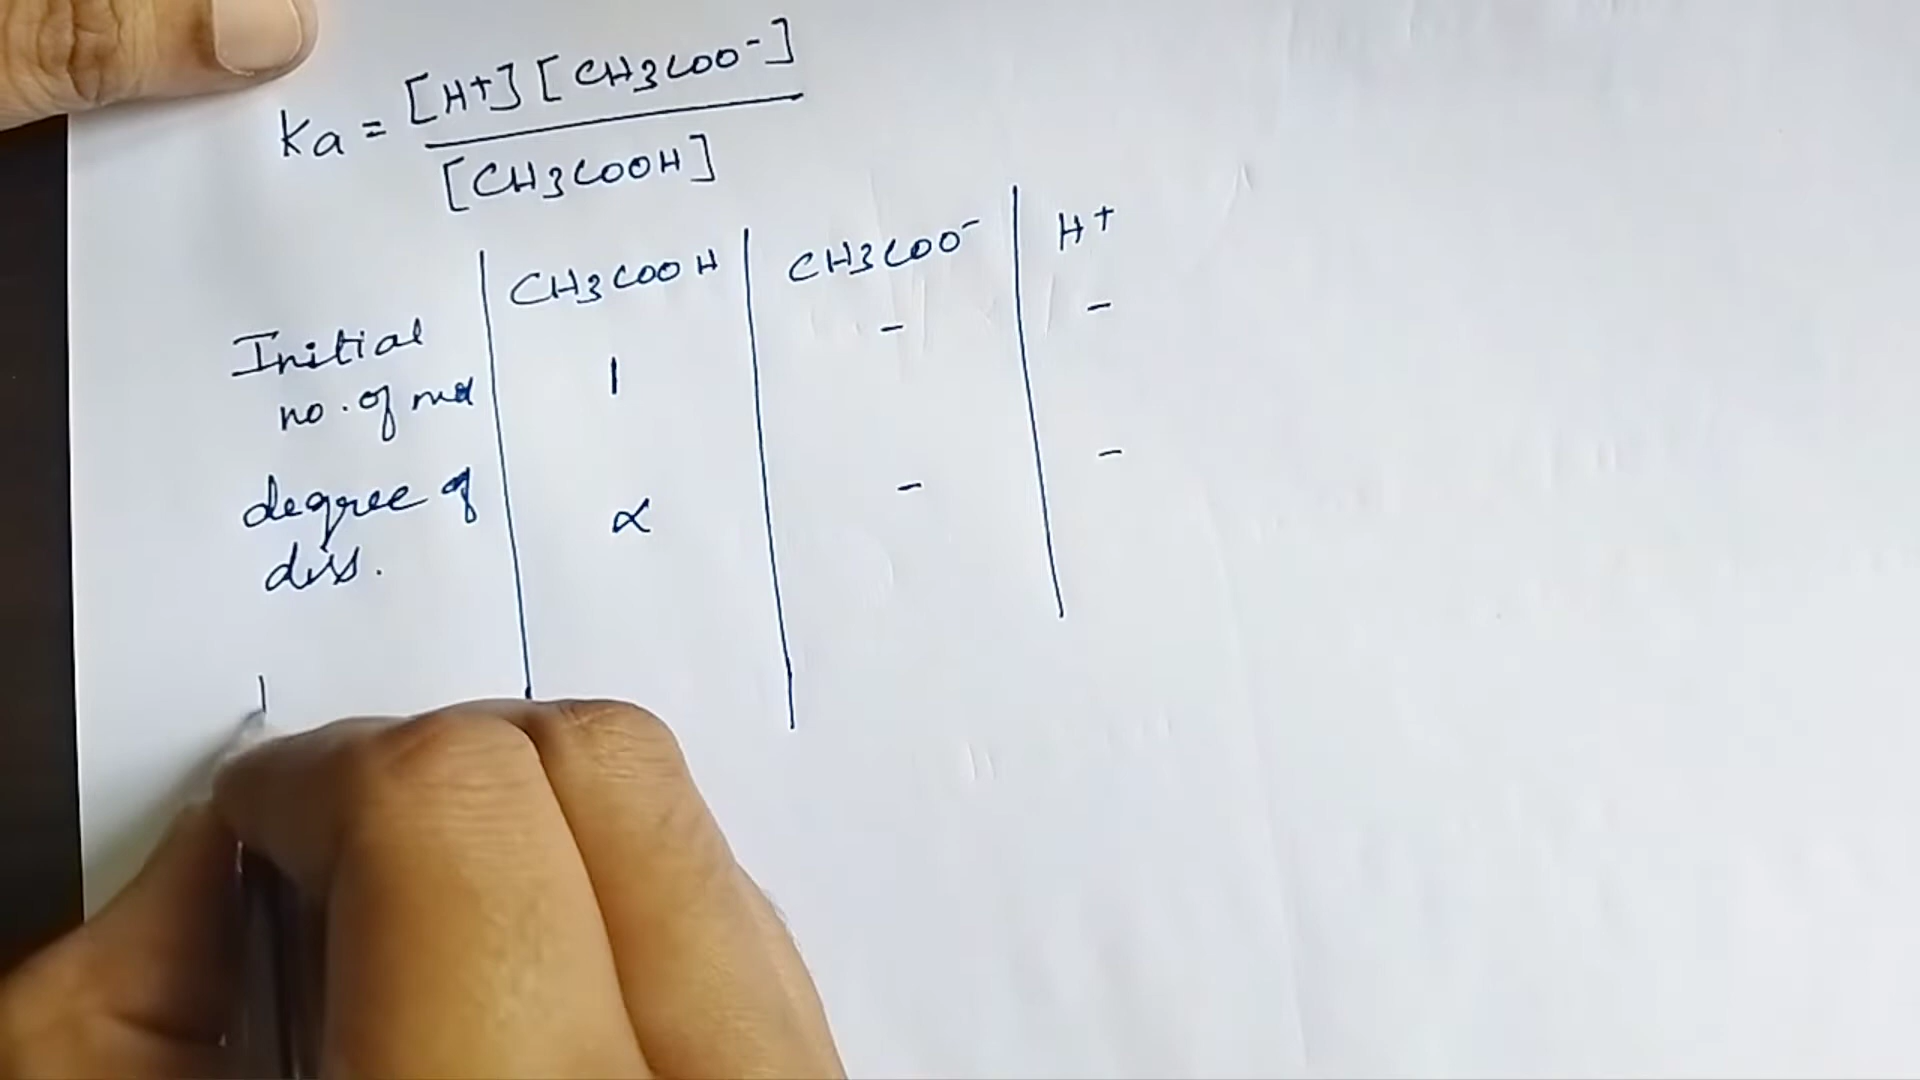 Ka = [H+] [CH3COO-]
[CH3COOH]
CH3COOH | CH3COO- | H+
Initial
no. of mol | 1 | - | -
degree of
diss. | α | - | -